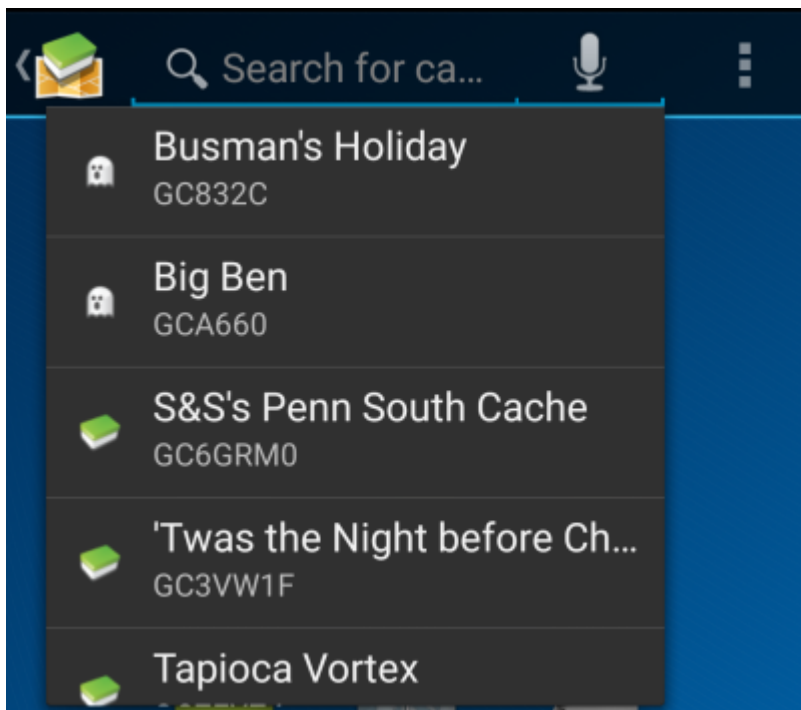 Search for ca...
Busman's Holiday
GC832C
Big Ben
GCA660
S&S's Penn South Cache
GC6GRM0
'Twas the Night before Ch...
GC3VW1F
Tapioca Vortex